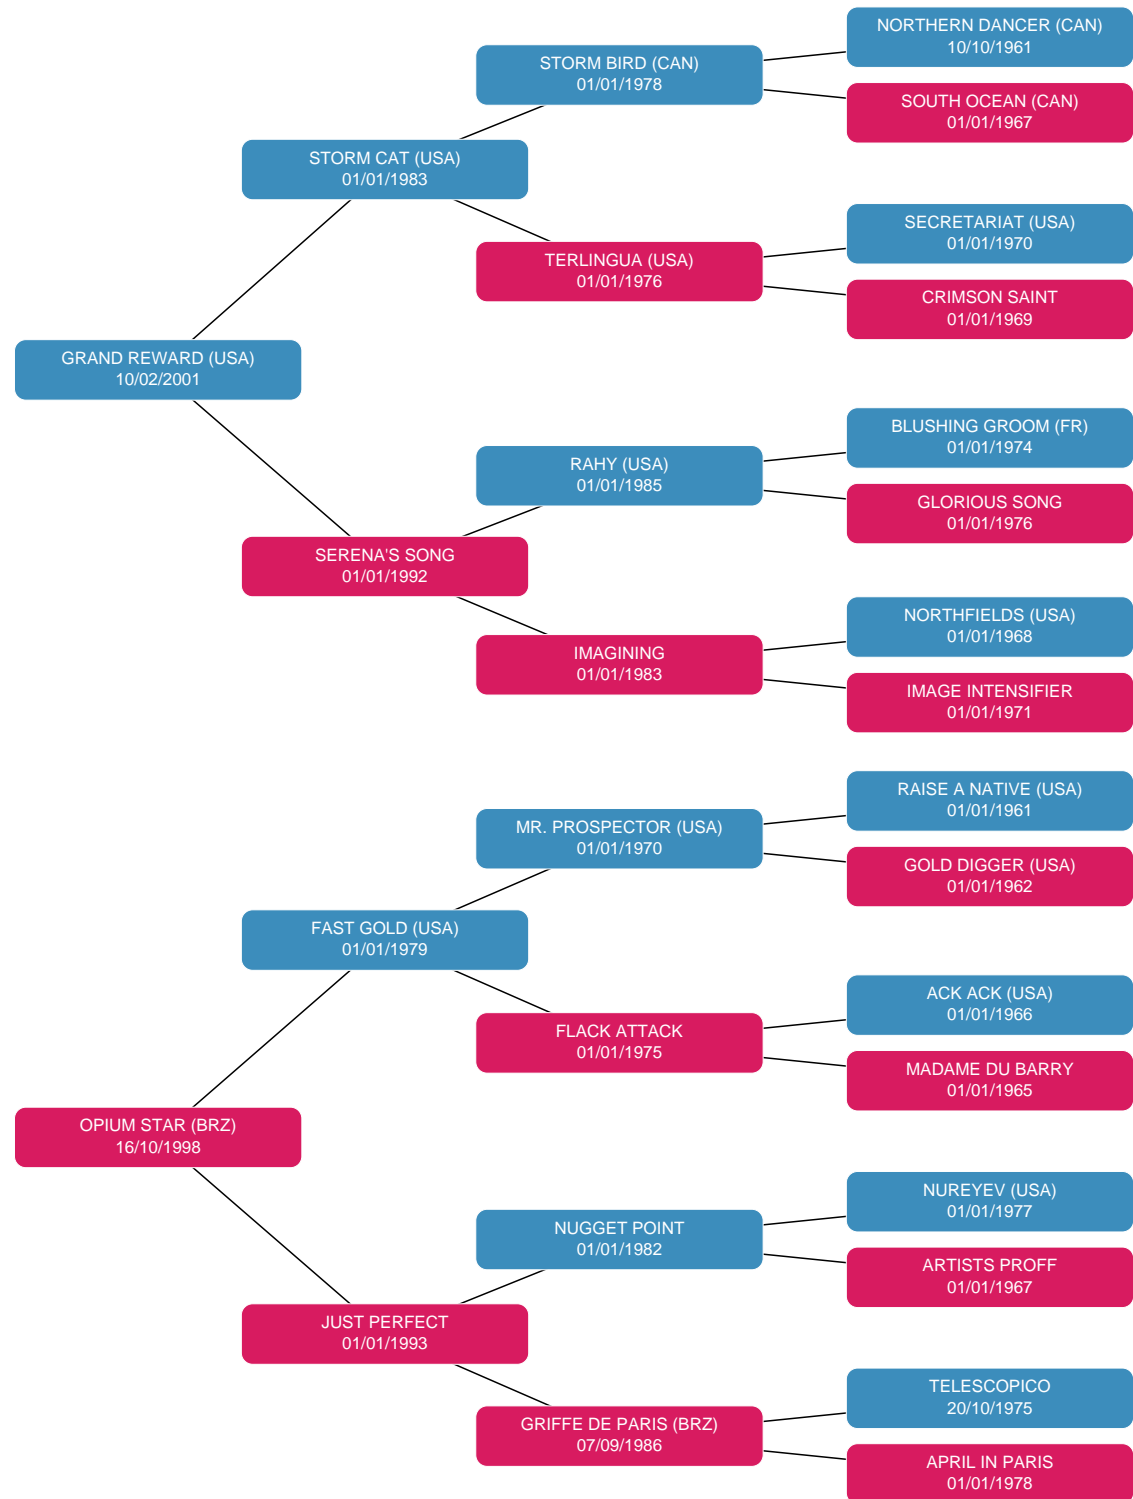 NORTHERN DANCER (CAN)
10/10/1961
STORM BIRD (CAN)
01/01/1978
SOUTH OCEAN (CAN)
01/01/1967
STORM CAT (USA)
01/01/1983
SECRETARIAT (USA)
01/01/1970
TERLINGUA (USA)
01/01/1976
CRIMSON SAINT
01/01/1969
GRAND REWARD (USA)
10/02/2001
BLUSHING GROOM (FR)
01/01/1974
RAHY (USA)
01/01/1985
GLORIOUS SONG
01/01/1976
SERENA'S SONG
01/01/1992
NORTHFIELDS (USA)
01/01/1968
IMAGINING
01/01/1983
IMAGE INTENSIFIER
01/01/1971
RAISE A NATIVE (USA)
01/01/1961
MR. PROSPECTOR (USA)
01/01/1970
GOLD DIGGER (USA)
01/01/1962
FAST GOLD (USA)
01/01/1979
ACK ACK (USA)
01/01/1966
FLACK ATTACK
01/01/1975
MADAME DU BARRY
01/01/1965
OPIUM STAR (BRZ)
16/10/1998
NUREYEV (USA)
01/01/1977
NUGGET POINT
01/01/1982
ARTISTS PROFF
01/01/1967
JUST PERFECT
01/01/1993
TELESCOPICO
20/10/1975
GRIFFE DE PARIS (BRZ)
07/09/1986
APRIL IN PARIS
01/01/1978